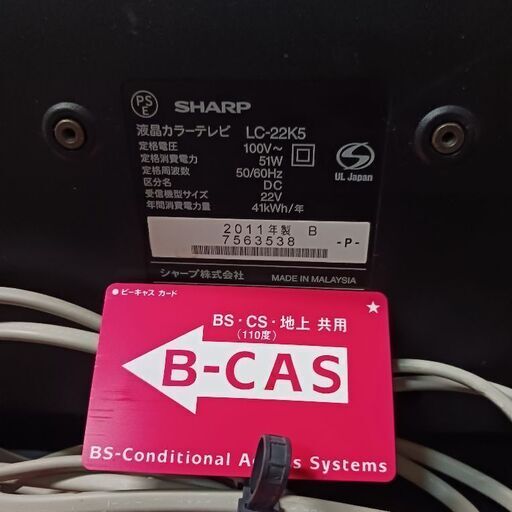 PSE
SHARP
液晶カラーテレビ LC-22K5
定格電圧 100V~
定格消費電力 51W
定格周波数 50/60Hz
区分名 DC
受信機型サイズ 22V
年間消費電力量 41kWh/年
UL Japan
2011年製 B
7563538
-P-
シャープ株式会社 MADE IN MALAYSIA
●ビーキャス カード
★
BS・CS・地上 共用
(110度)
B-CAS
BS-Conditional A s Systems